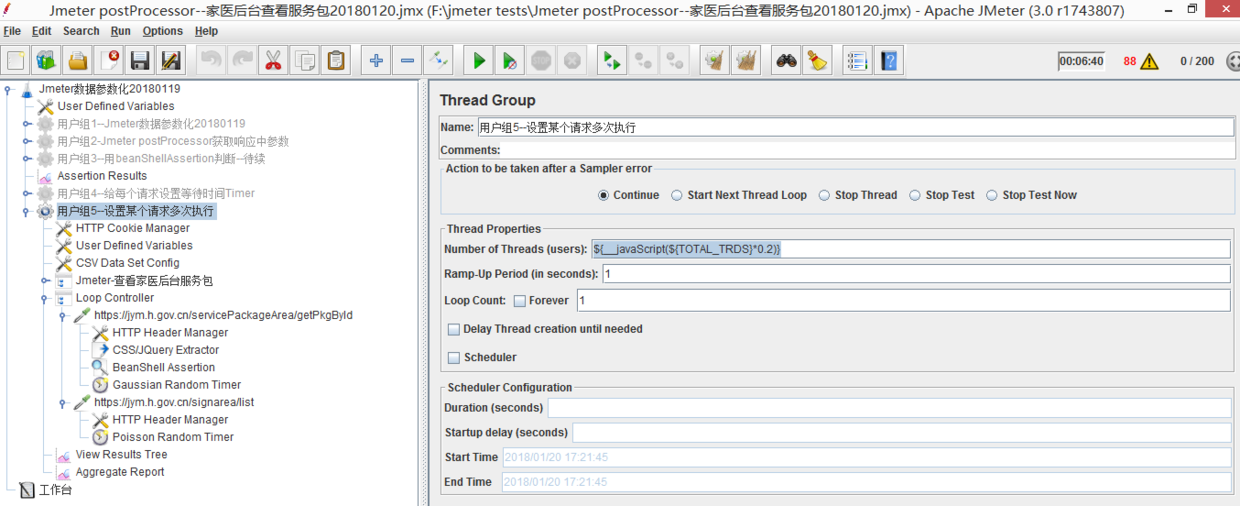 Jmeter postProcessor--家医后台查看服务包20180120.jmx (F:\jmeter tests\Jmeter postProcessor--家医后台查看服务包20180120.jmx) - Apache JMeter (3.0 r1743807)
File Edit Search Run Options Help
00:06:40 88 0 / 200
Jmeter数据参数化20180119
User Defined Variables
用户组1--Jmeter数据参数化20180119
用户组2-Jmeter postProcessor获取响应中参数
用户组3--用beanShellAssertion判断--待续
Assertion Results
用户组4--给每个请求设置等待时间Timer
用户组5--设置某个请求多次执行
HTTP Cookie Manager
User Defined Variables
CSV Data Set Config
Jmeter-查看家医后台服务包
Loop Controller
https://jym.h.gov.cn/servicePackageArea/getPkgById
HTTP Header Manager
CSS/JQuery Extractor
BeanShell Assertion
Gaussian Random Timer
https://jym.h.gov.cn/signarea/list
HTTP Header Manager
Poisson Random Timer
View Results Tree
Aggregate Report
工作台
Thread Group
Name: 用户组5--设置某个请求多次执行
Comments:
Action to be taken after a Sampler error
Continue Start Next Thread Loop Stop Thread Stop Test Stop Test Now
Thread Properties
Number of Threads (users): ${__javaScript(${TOTAL_TRDS}*0.2)}
Ramp-Up Period (in seconds): 1
Loop Count: Forever 1
Delay Thread creation until needed
Scheduler
Scheduler Configuration
Duration (seconds)
Startup delay (seconds)
Start Time 2018/01/20 17:21:45
End Time 2018/01/20 17:21:45